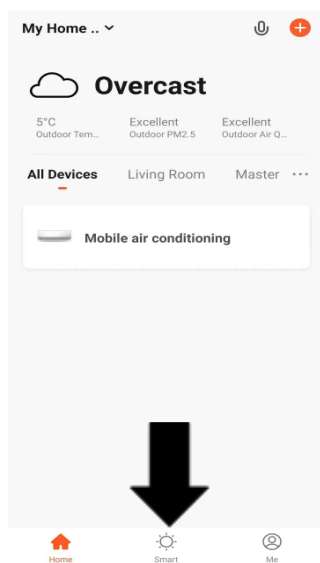 My Home ..
Overcast
5°C Excellent Excellent
Outdoor Tem... Outdoor PM2.5 Outdoor Air Q...
All Devices Living Room Master ...
Mobile air conditioning
Home Smart Me